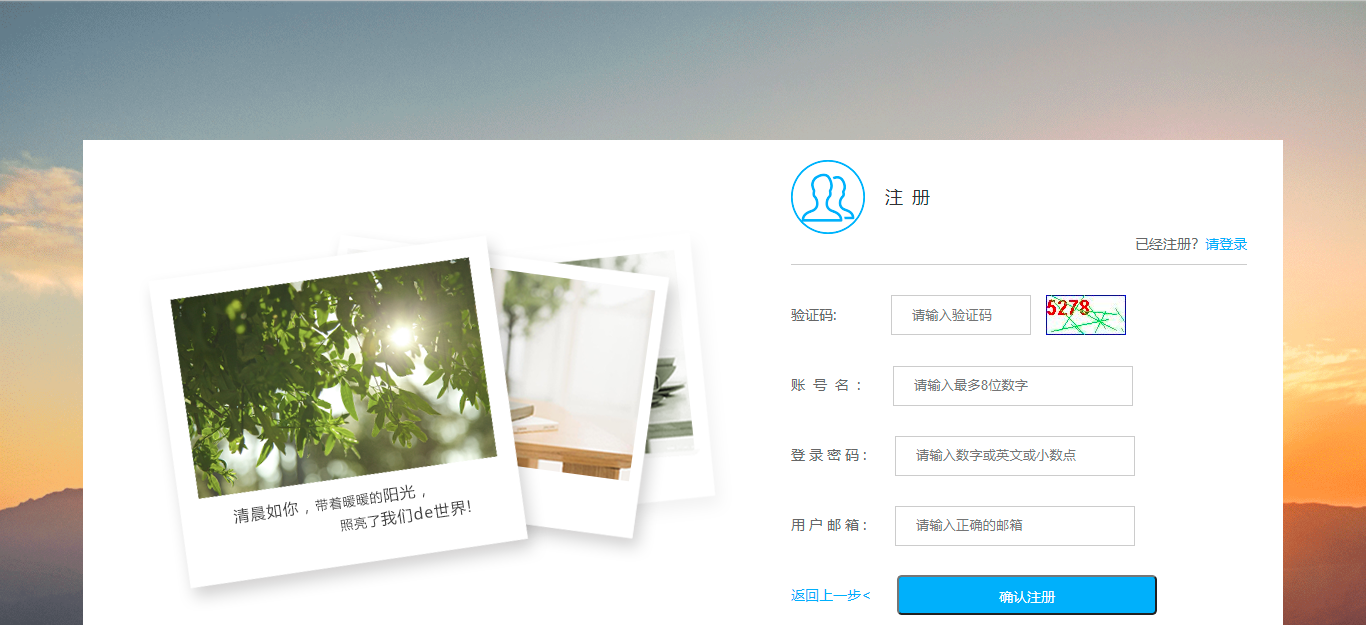 注 册
已经注册？请登录
验证码:
请输入验证码
5278
账 号 名 ：
请输入最多8位数字
登 录 密 码 :
请输入数字或英文或小数点
用 户 邮 箱 :
请输入正确的邮箱
返回上一步<
确认注册
清晨如你，带着暖暖的阳光，
照亮了我们de世界!